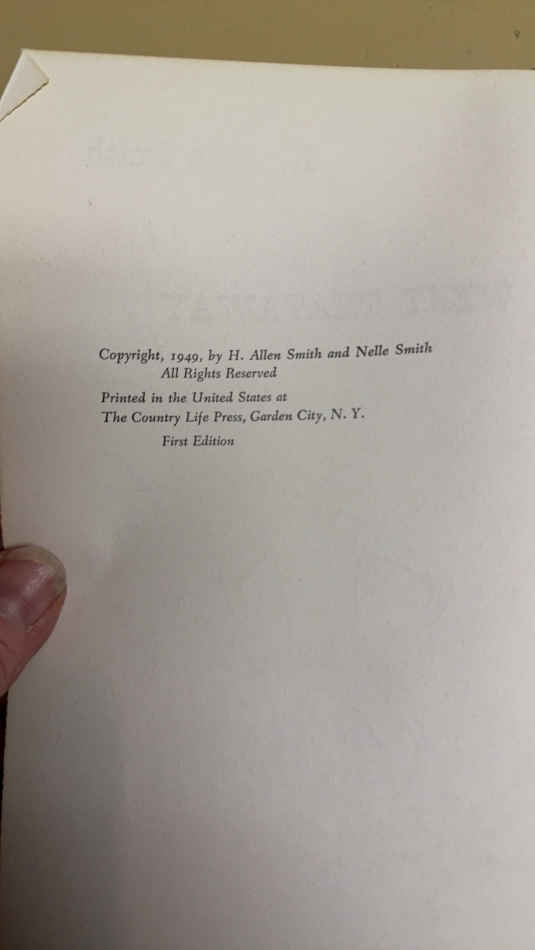 Copyright, 1949, by H. Allen Smith and Nelle Smith
All Rights Reserved
Printed in the United States at
The Country Life Press, Garden City, N. Y.
First Edition